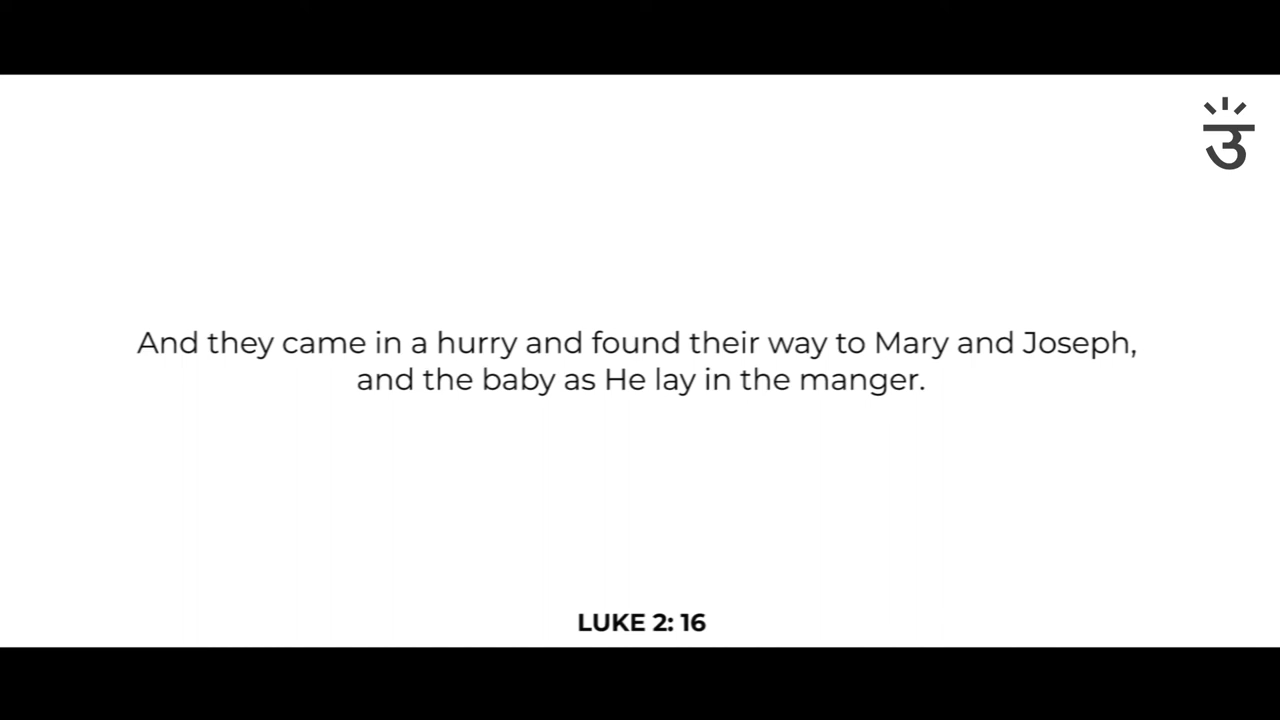 उ
And they came in a hurry and found their way to Mary and Joseph,
and the baby as He lay in the manger.
LUKE 2: 16